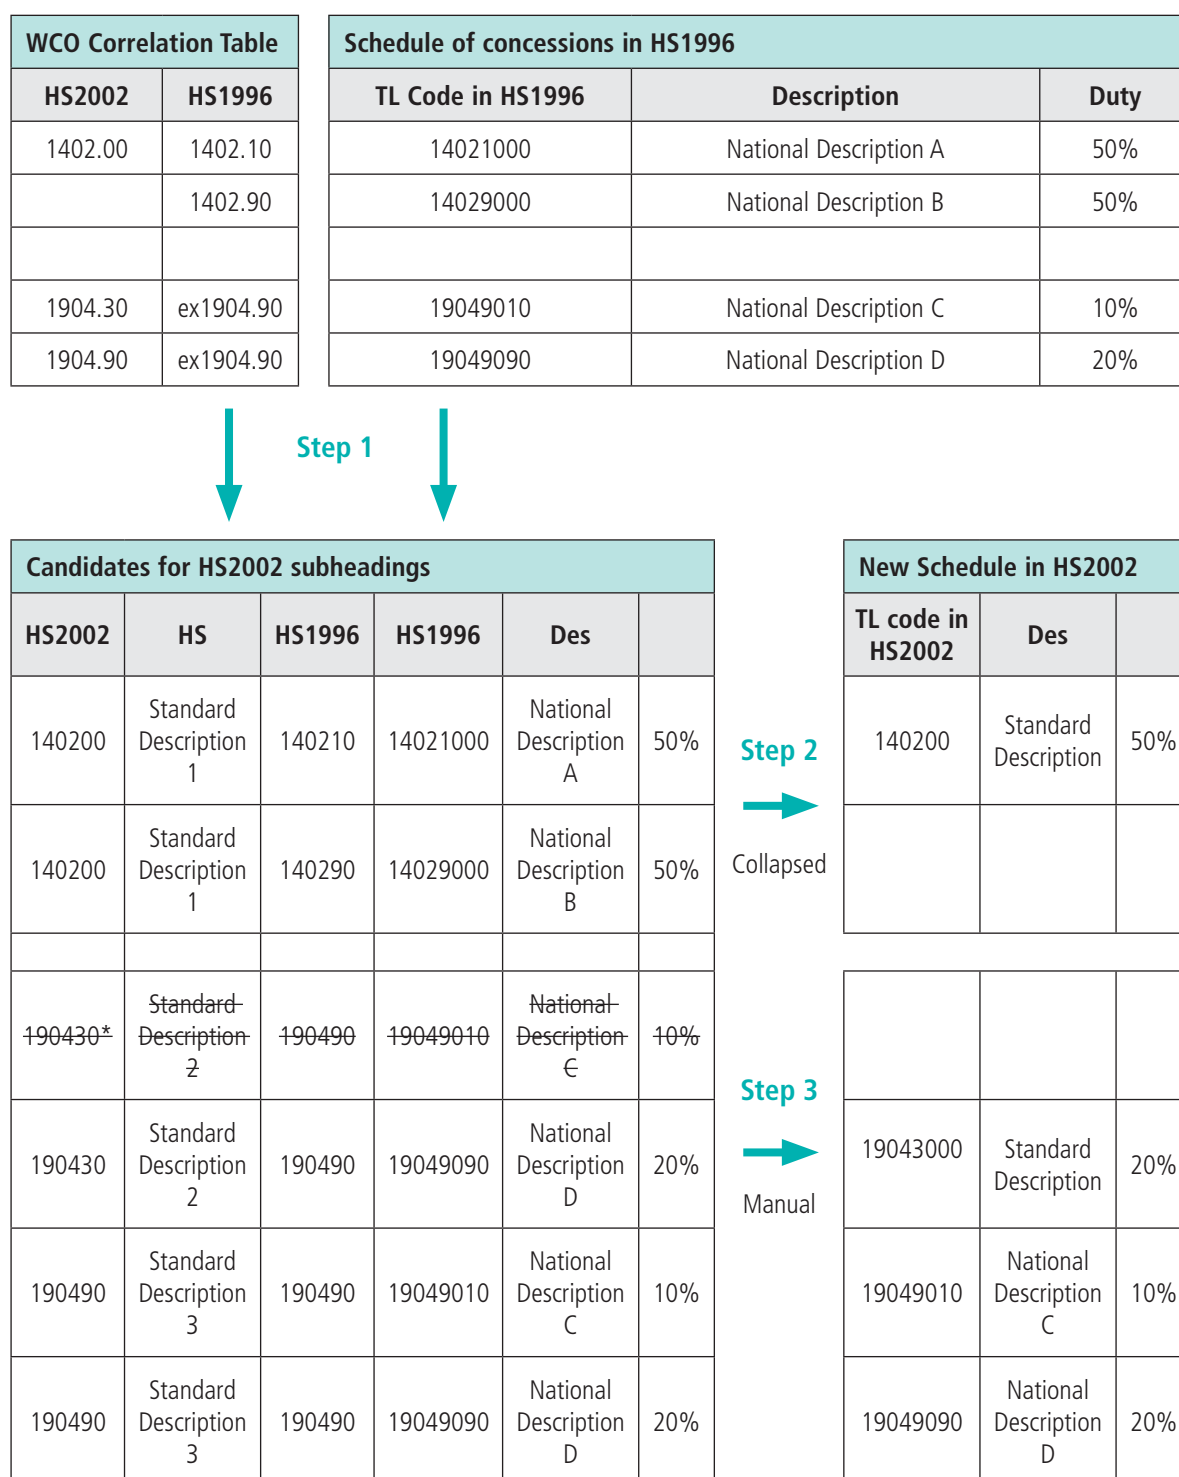 WCO Correlation Table
HS2002 HS1996
1402.00 1402.10
1402.90
1904.30 ex1904.90
1904.90 ex1904.90
Schedule of concessions in HS1996
TL Code in HS1996 Description Duty
14021000 National Description A 50%
14029000 National Description B 50%
19049010 National Description C 10%
19049090 National Description D 20%
Step 1
Candidates for HS2002 subheadings
HS2002 HS HS1996 HS1996 Des
140200 Standard Description 1 140210 14021000 National Description A 50%
140200 Standard Description 1 140290 14029000 National Description B 50%
190430* Standard Description 2 190490 19049010 National Description C 10%
190430 Standard Description 2 190490 19049090 National Description D 20%
190490 Standard Description 3 190490 19049010 National Description C 10%
190490 Standard Description 3 190490 19049090 National Description D 20%
Step 2
Collapsed
Step 3
Manual
New Schedule in HS2002
TL code in HS2002 Des
140200 Standard Description 50%
19043000 Standard Description 20%
19049010 National Description C 10%
19049090 National Description D 20%